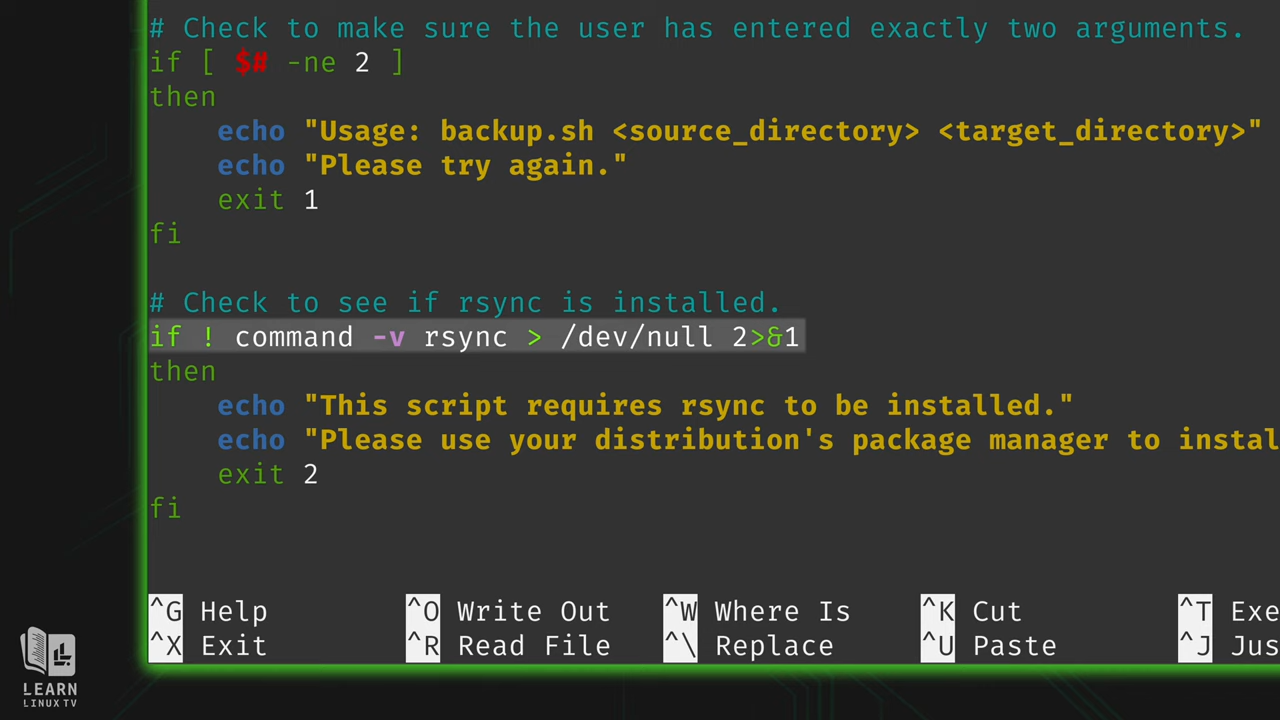 # Check to make sure the user has entered exactly two arguments.
if [ $# -ne 2 ]
then
    echo "Usage: backup.sh <source_directory> <target_directory>"
    echo "Please try again."
    exit 1
fi

# Check to see if rsync is installed.
if ! command -v rsync > /dev/null 2>&1
then
    echo "This script requires rsync to be installed."
    echo "Please use your distribution's package manager to instal
    exit 2
fi

^G Help ^O Write Out ^W Where Is ^K Cut ^T Exe
^X Exit ^R Read File ^\ Replace ^U Paste ^J Jus
LEARN
LINUX TV